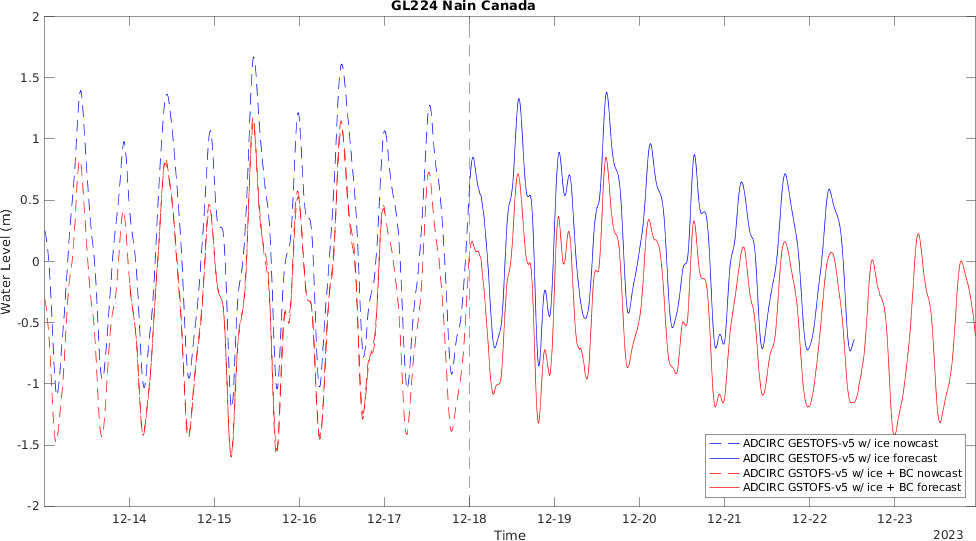 GL224 Nain Canada
2
1.5
1
0.5
0
-0.5
-1
-1.5
-2
Water Level (m)
12-14
12-15
12-16
12-17
12-18
12-19
12-20
12-21
12-22
12-23
Time
2023
ADCIRC GESTOFS-v5 w/ ice nowcast
ADCIRC GESTOFS-v5 w/ ice forecast
ADCIRC GSTOFS-v5 w/ ice + BC nowcast
ADCIRC GSTOFS-v5 w/ ice + BC forecast